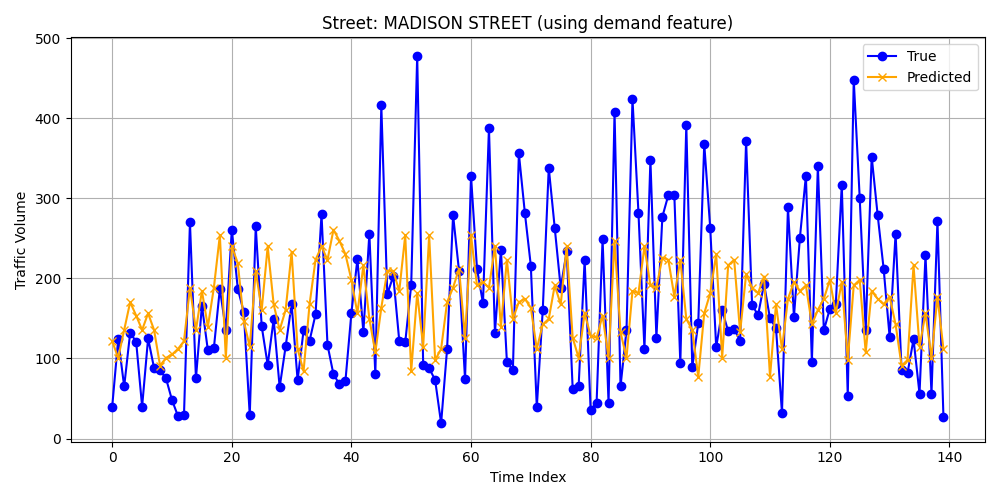 Street: MADISON STREET (using demand feature)
True
Predicted
Traffic Volume
500
400
300
200
100
0
0 20 40 60 80 100 120 140
Time Index